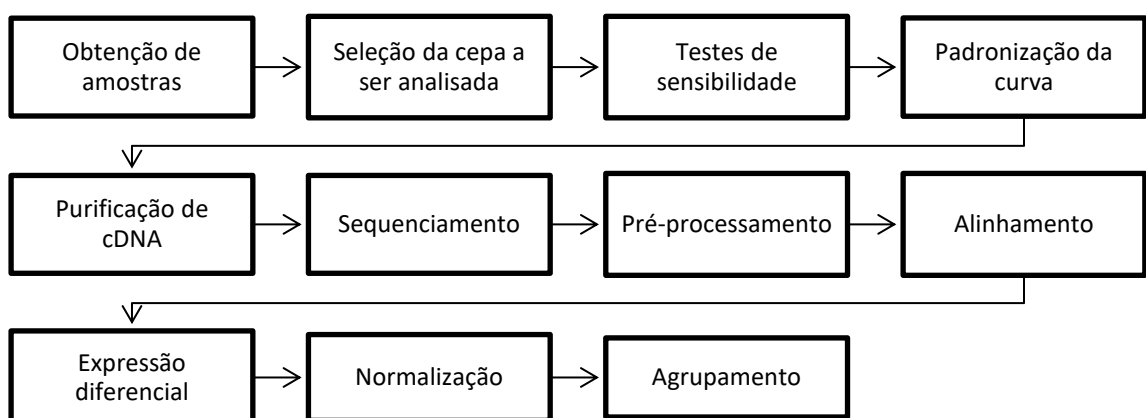 Obtenção de
amostras
Seleção da cepa a
ser analisada
Testes de
sensibilidade
Padronização da
curva
Purificação de
cDNA
Sequenciamento
Pré-processamento
Alinhamento
Expressão
diferencial
Normalização
Agrupamento